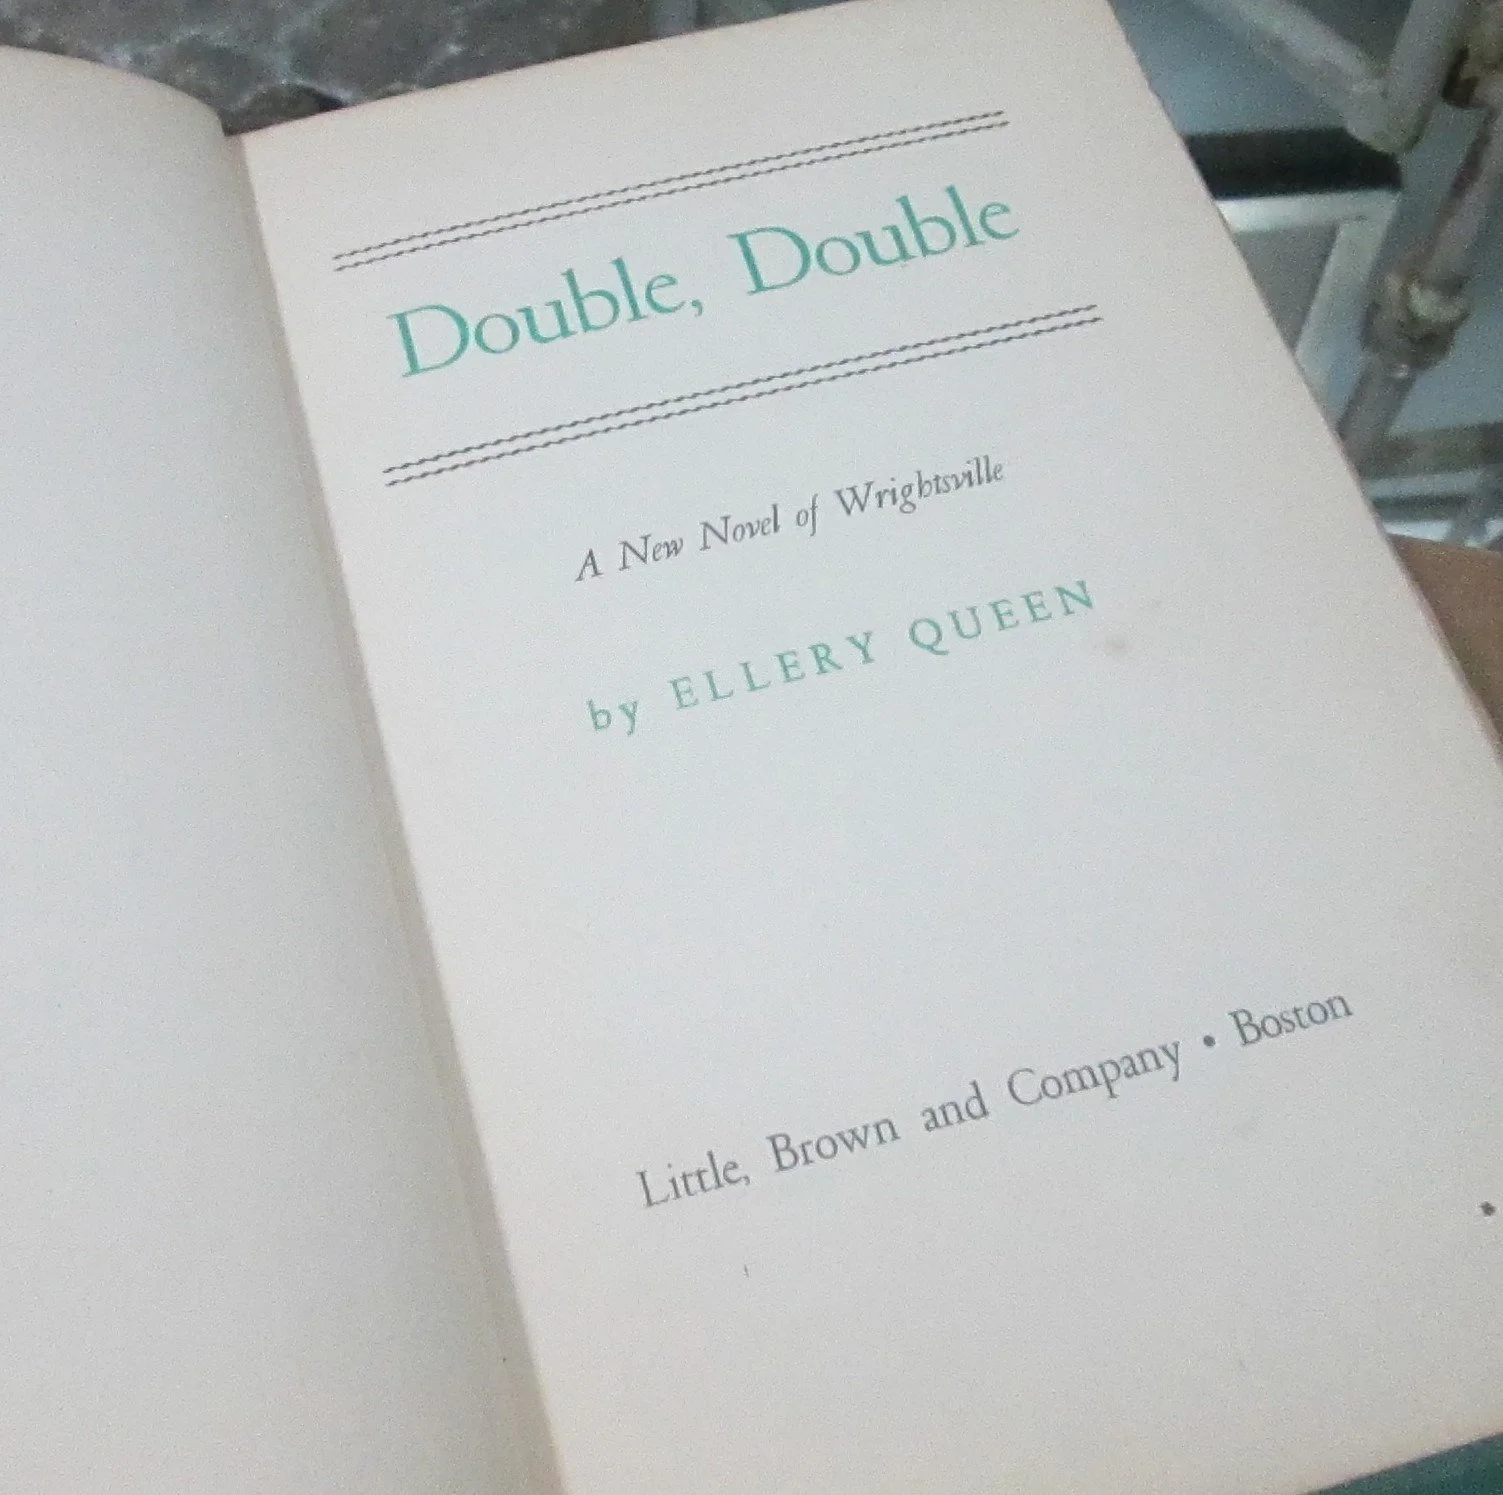 Double, Double
A New Novel of Wrightsville
by ELLERY QUEEN
Little, Brown and Company • Boston